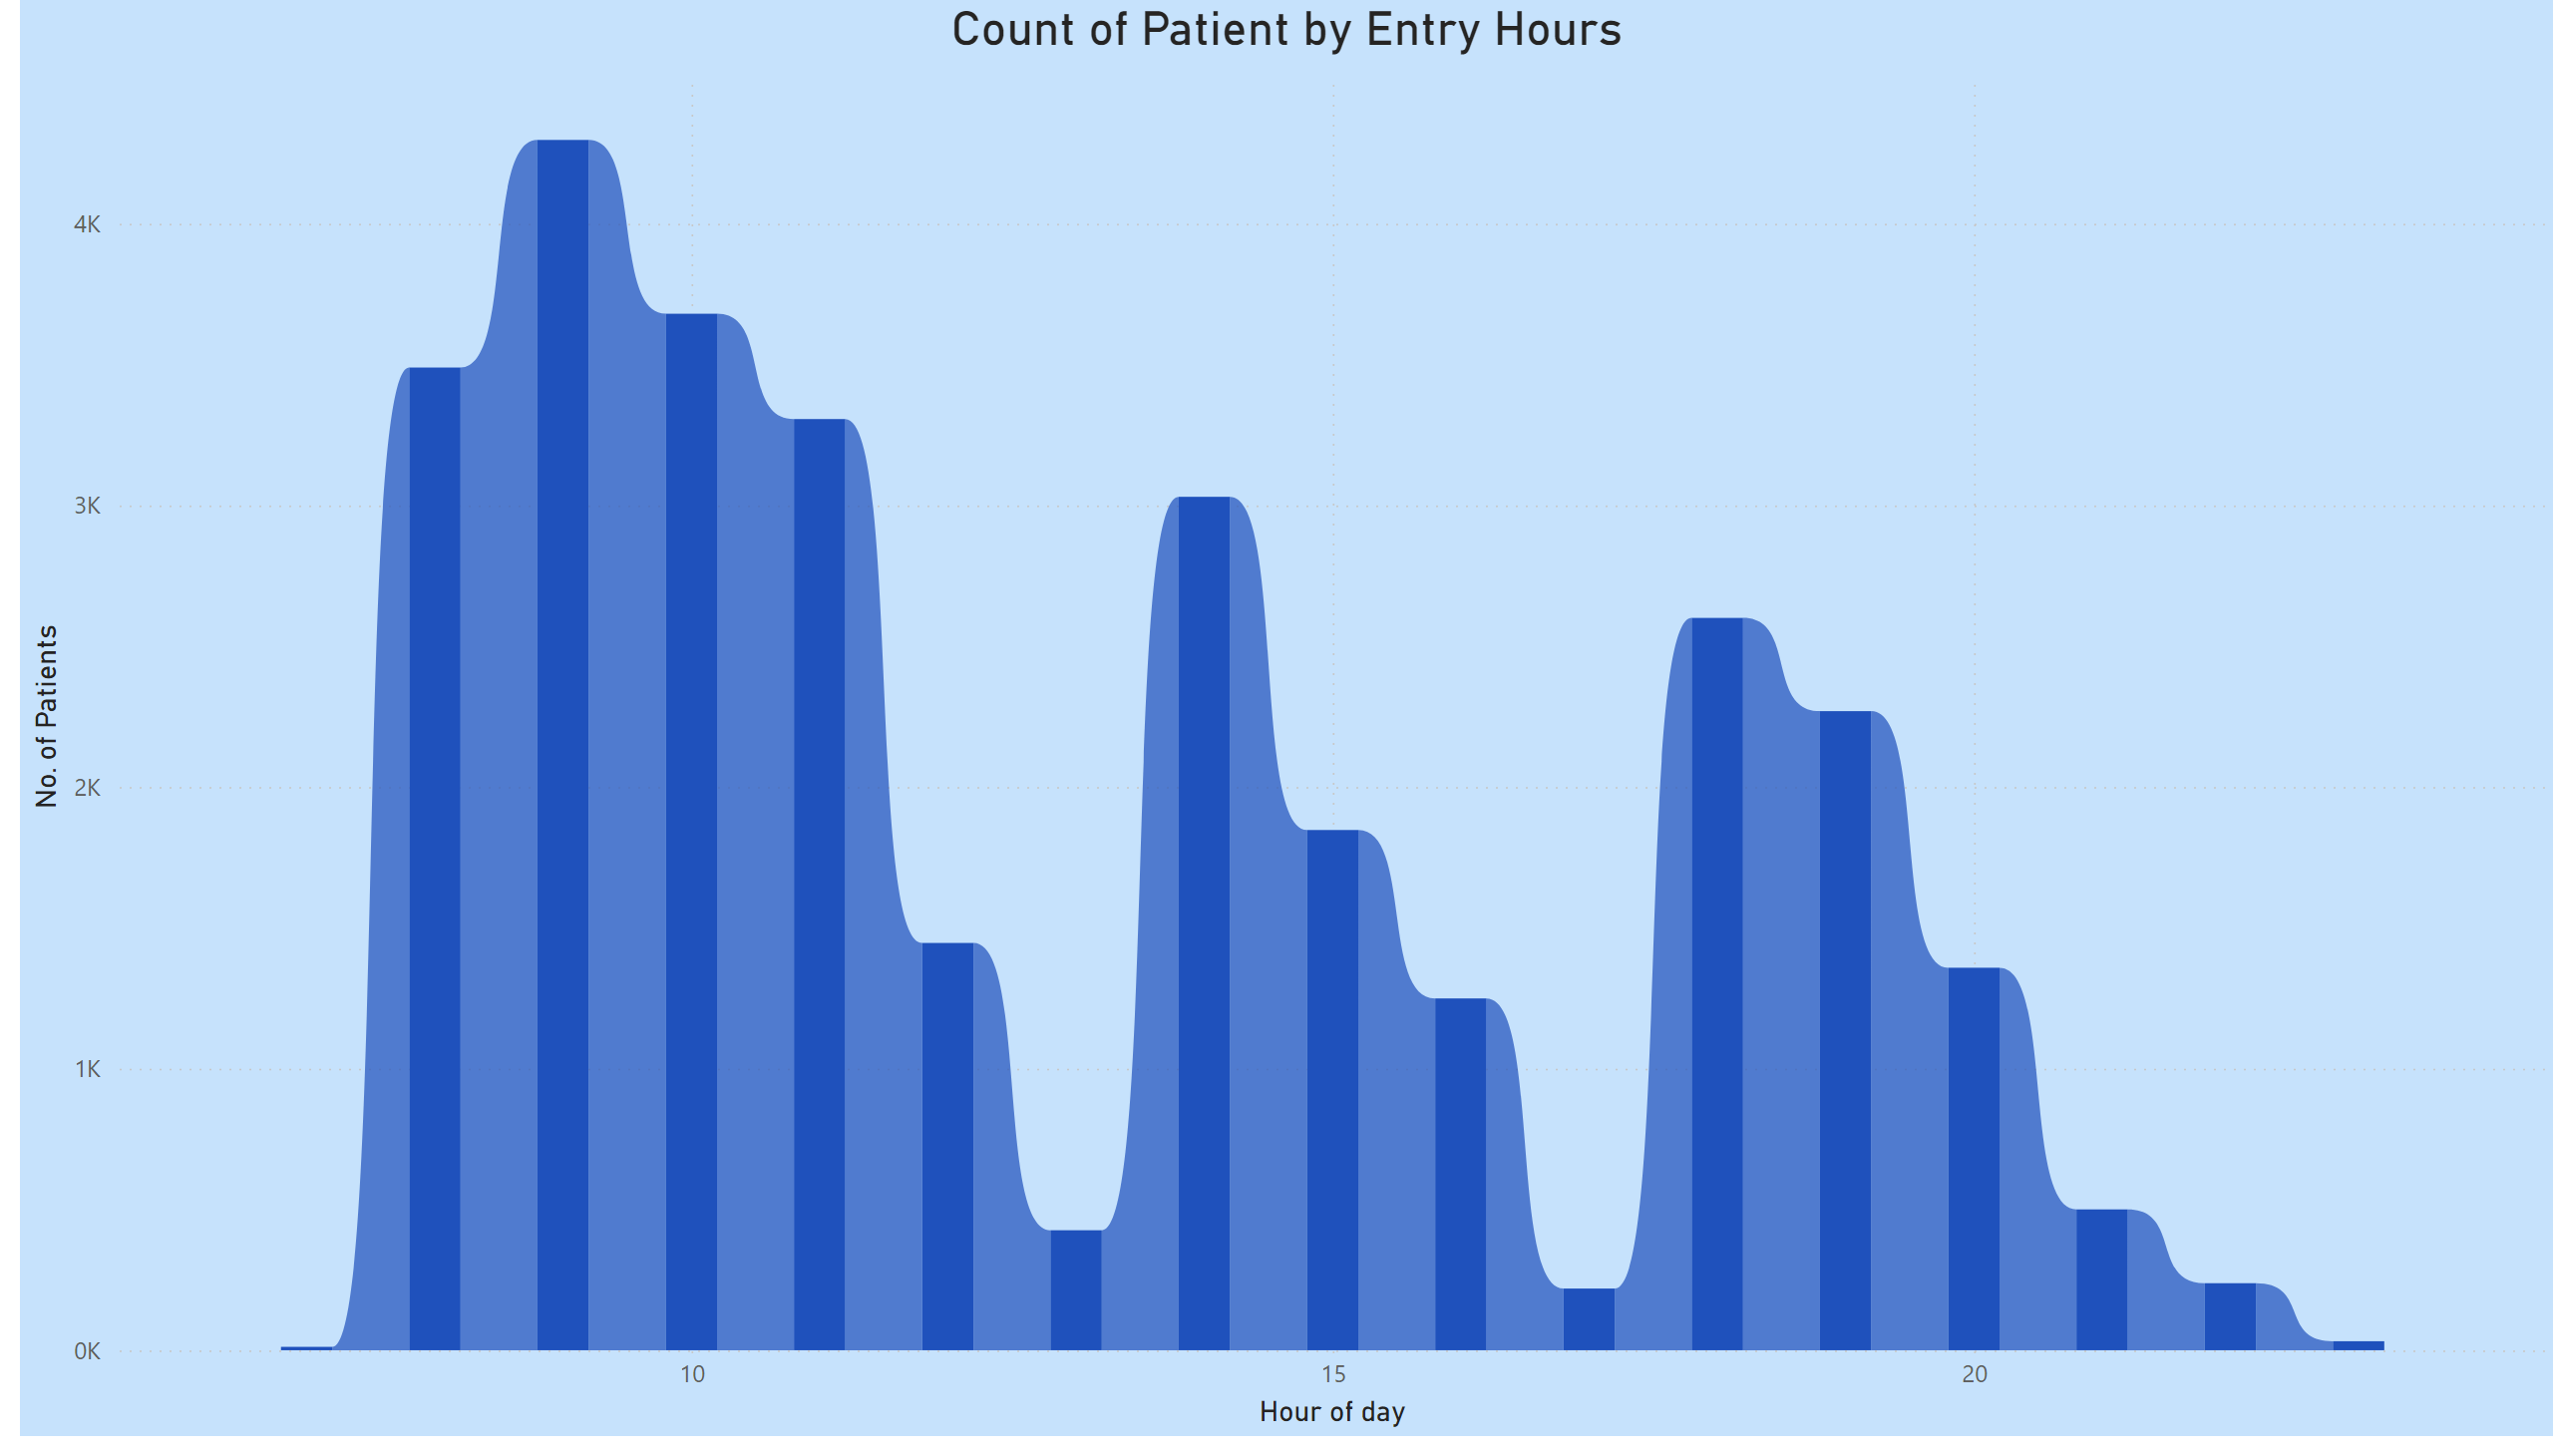 Count of Patient by Entry Hours
No. of Patients
4K
3K
2K
1K
0K
10
15
20
Hour of day